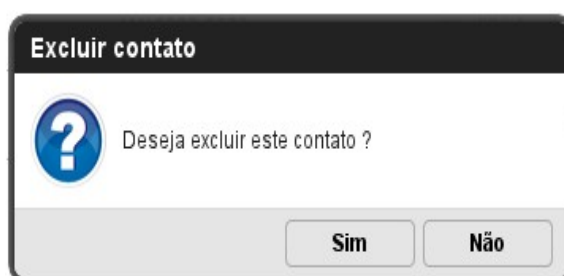 Excluir contato
Deseja excluir este contato ?
Sim Não